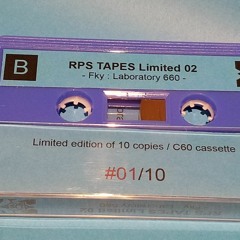 B
RPS TAPES Limited 02
- Fky : Laboratory 660 -
Limited edition of 10 copies / C60 cassette
#01/10